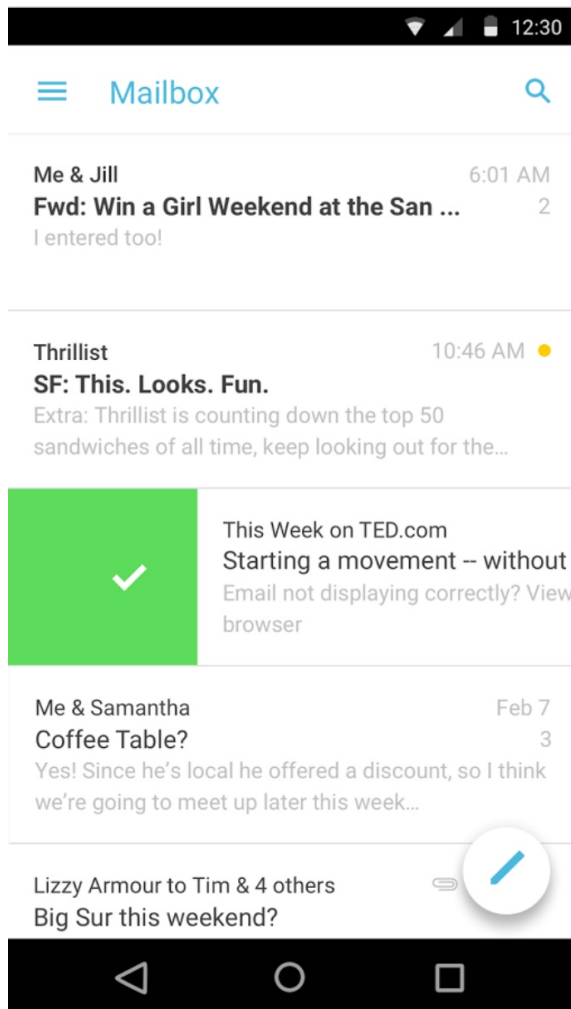 12:30
Mailbox
Me & Jill 6:01 AM
Fwd: Win a Girl Weekend at the San ... 2
I entered too!
Thrillist 10:46 AM
SF: This. Looks. Fun.
Extra: Thrillist is counting down the top 50
sandwiches of all time, keep looking out for the...
This Week on TED.com
Starting a movement -- without
Email not displaying correctly? View
browser
Me & Samantha Feb 7
Coffee Table? 3
Yes! Since he's local he offered a discount, so I think
we're going to meet up later this week...
Lizzy Armour to Tim & 4 others
Big Sur this weekend?